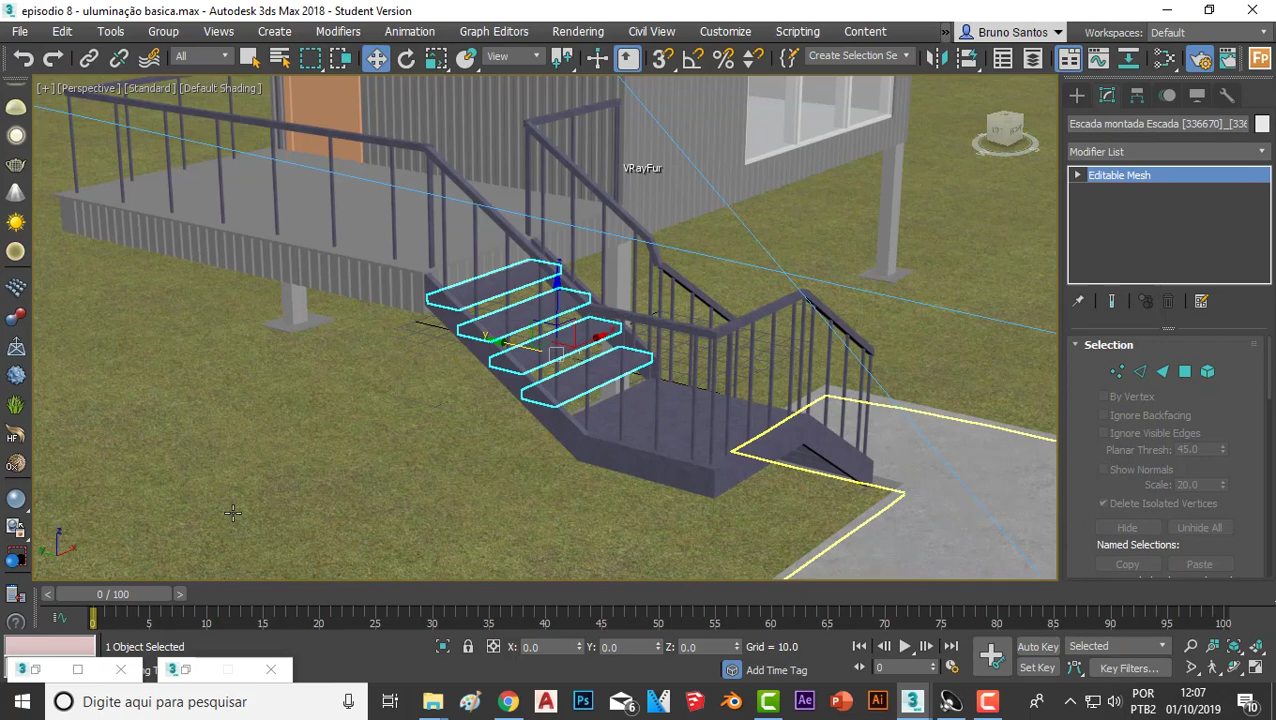 episodio 8 - uluminação basica.max - Autodesk 3ds Max 2018 - Student Version
File Edit Tools Group Views Create Modifiers Animation Graph Editors Rendering Civil View Customize Scripting Content » Bruno Santos Workspaces: Default
All View Create Selection Se
[+] [Perspective] [Standard] [Default Shading]
VRayFur
HF
z
y
x
y
Escada montada Escada [336670]_[336
Modifier List
Editable Mesh
Selection
By Vertex
Ignore Backfacing
Ignore Visible Edges
Planar Thresh: 45.0
Show Normals
Scale: 20.0
Delete Isolated Vertices
Hide Unhide All
Named Selections:
Copy Paste
< 0 / 100 >
0 5 10 15 20 25 30 35 40 45 50 55 60 65 70 75 80 85 90 95 100
1 Object Selected X: 0.0 Y: 0.0 Z: 0.0 Grid = 10.0 Auto Key Selected
Add Time Tag 0 Set Key Key Filters...
Digite aqui para pesquisar
6
POR
PTB2
12:07
01/10/2019
10